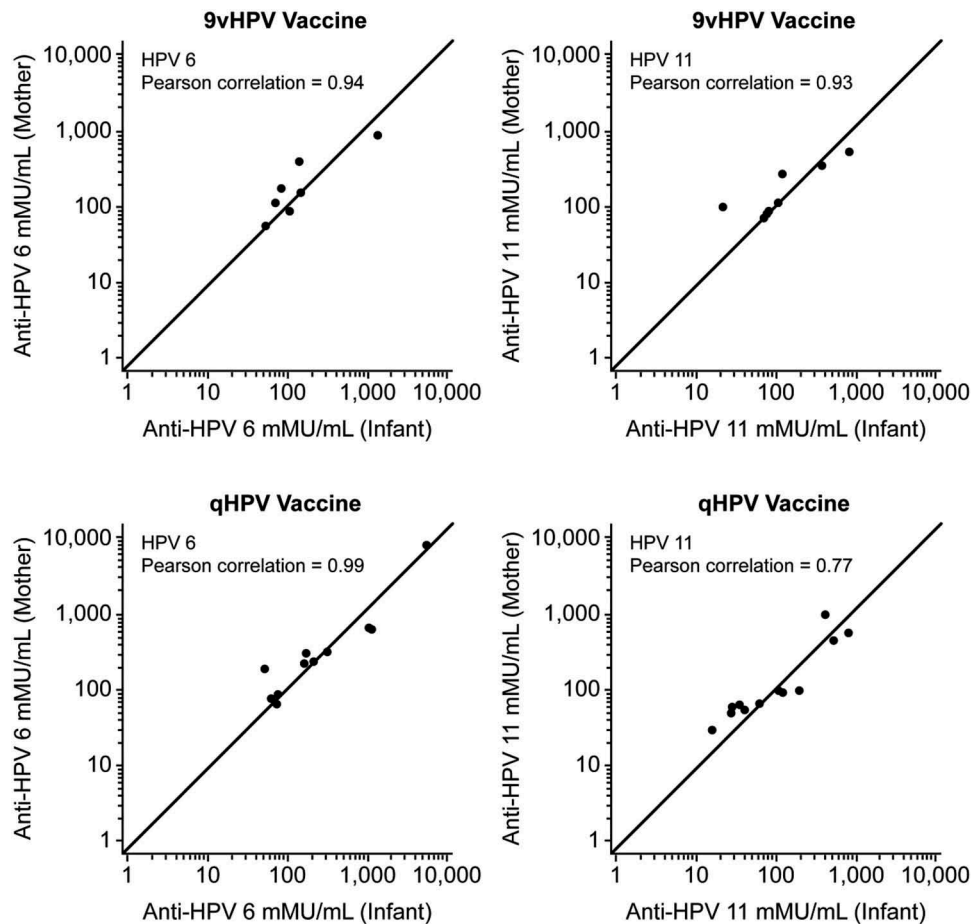 9vHPV Vaccine
HPV 6
Pearson correlation = 0.94
Anti-HPV 6 mMU/mL (Mother)
10,000
1,000
100
10
1
1 10 100 1,000 10,000
Anti-HPV 6 mMU/mL (Infant)
9vHPV Vaccine
HPV 11
Pearson correlation = 0.93
Anti-HPV 11 mMU/mL (Mother)
10,000
1,000
100
10
1
1 10 100 1,000 10,000
Anti-HPV 11 mMU/mL (Infant)
qHPV Vaccine
HPV 6
Pearson correlation = 0.99
Anti-HPV 6 mMU/mL (Mother)
10,000
1,000
100
10
1
1 10 100 1,000 10,000
Anti-HPV 6 mMU/mL (Infant)
qHPV Vaccine
HPV 11
Pearson correlation = 0.77
Anti-HPV 11 mMU/mL (Mother)
10,000
1,000
100
10
1
1 10 100 1,000 10,000
Anti-HPV 11 mMU/mL (Infant)